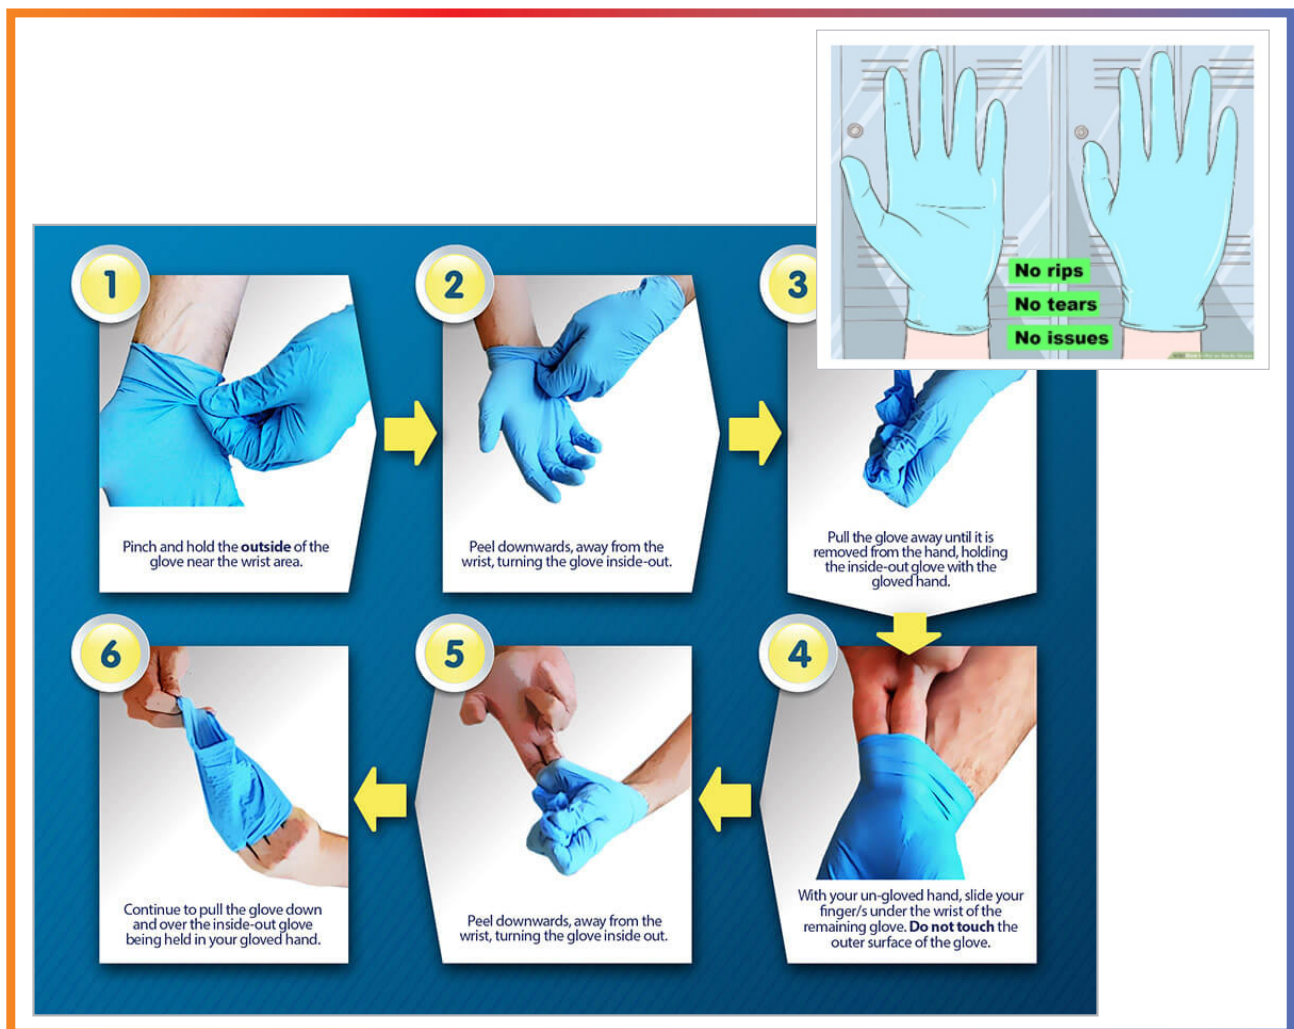 No rips
No tears
No issues
1
Pinch and hold the outside of the
glove near the wrist area.
2
Peel downwards, away from the
wrist, turning the glove inside-out.
3
Pull the glove away until it is
removed from the hand, holding
the inside-out glove with the
gloved hand.
4
With your un-gloved hand, slide your
finger/s under the wrist of the
remaining glove. Do not touch the
outer surface of the glove.
5
Peel downwards, away from the
wrist, turning the glove inside out.
6
Continue to pull the glove down
and over the inside-out glove
being held in your gloved hand.